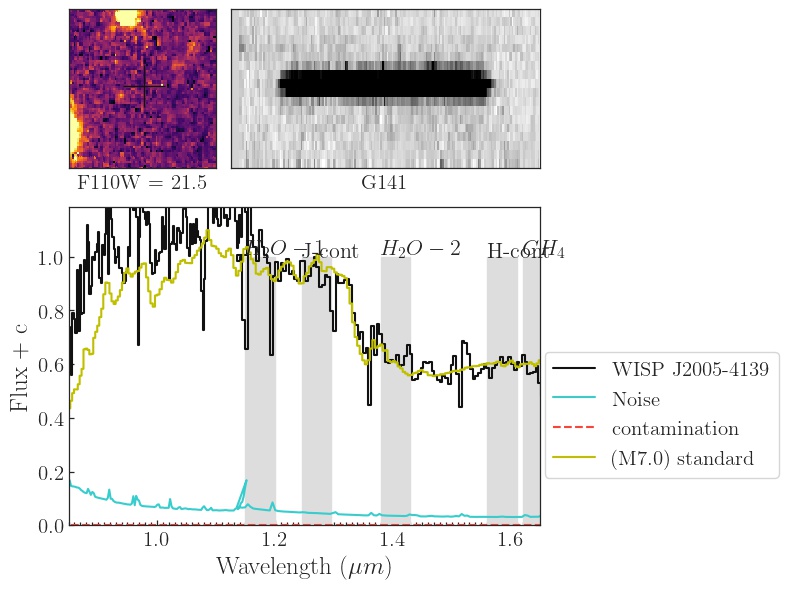 F110W = 21.5
G141
H₂O − 1
J-cont
H₂O − 2
H-cont
CH₄
Flux + c
1.0
0.8
0.6
0.4
0.2
0.0
1.0
1.2
1.4
1.6
Wavelength (μm)
WISP J2005-4139
Noise
contamination
(M7.0) standard